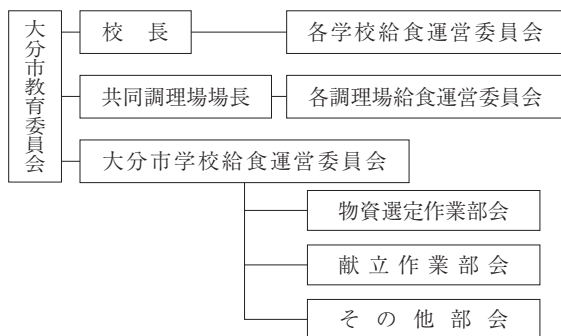 大分市教育委員会
校長
各学校給食運営委員会
共同調理場場長
各調理場給食運営委員会
大分市学校給食運営委員会
物資選定作業部会
献立作業部会
その他部会